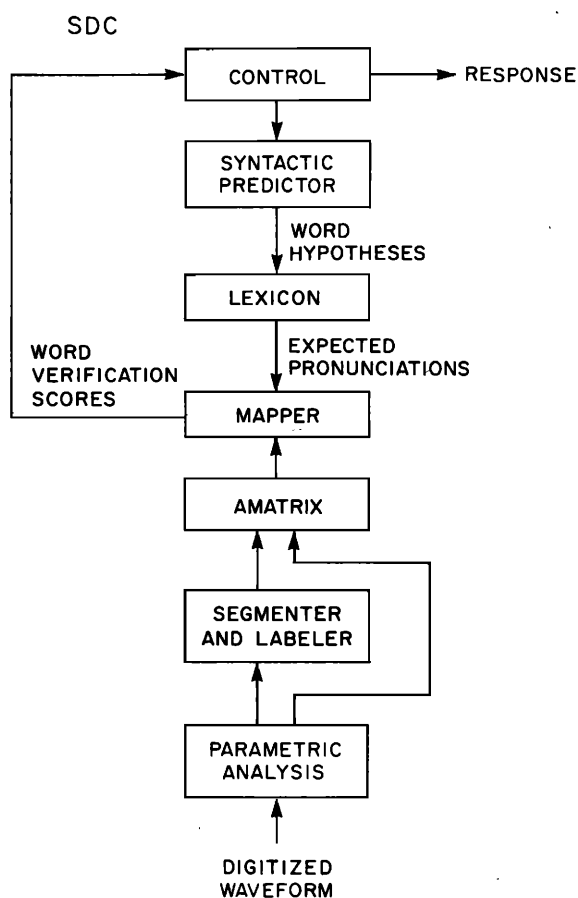 SDC
CONTROL
RESPONSE
SYNTACTIC
PREDICTOR
WORD
HYPOTHESES
LEXICON
EXPECTED
PRONUNCIATIONS
WORD
VERIFICATION
SCORES
MAPPER
AMATRIX
SEGMENTER
AND LABELER
PARAMETRIC
ANALYSIS
DIGITIZED
WAVEFORM